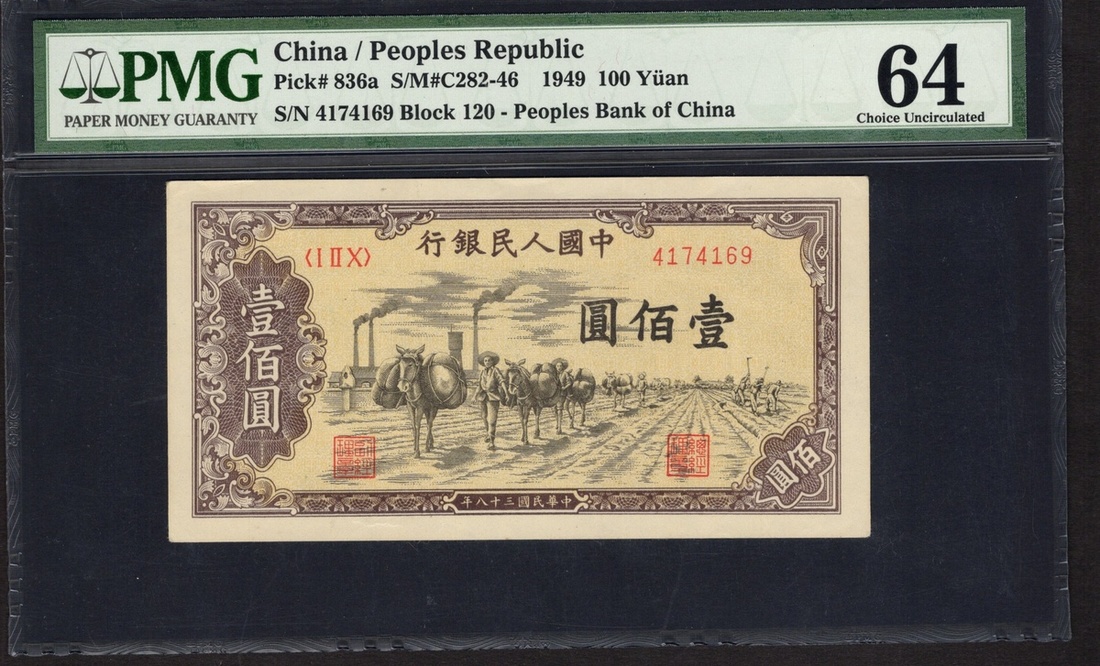 PMG
PAPER MONEY GUARANTY
China / Peoples Republic
Pick# 836a S/M#C282-46 1949 100 Yüan
S/N 4174169 Block 120 - Peoples Bank of China
64
Choice Uncirculated
行銀民人國中
〈I II X〉
4174169
圓佰壹
壹佰圓
佰圓
年八十三國民華中